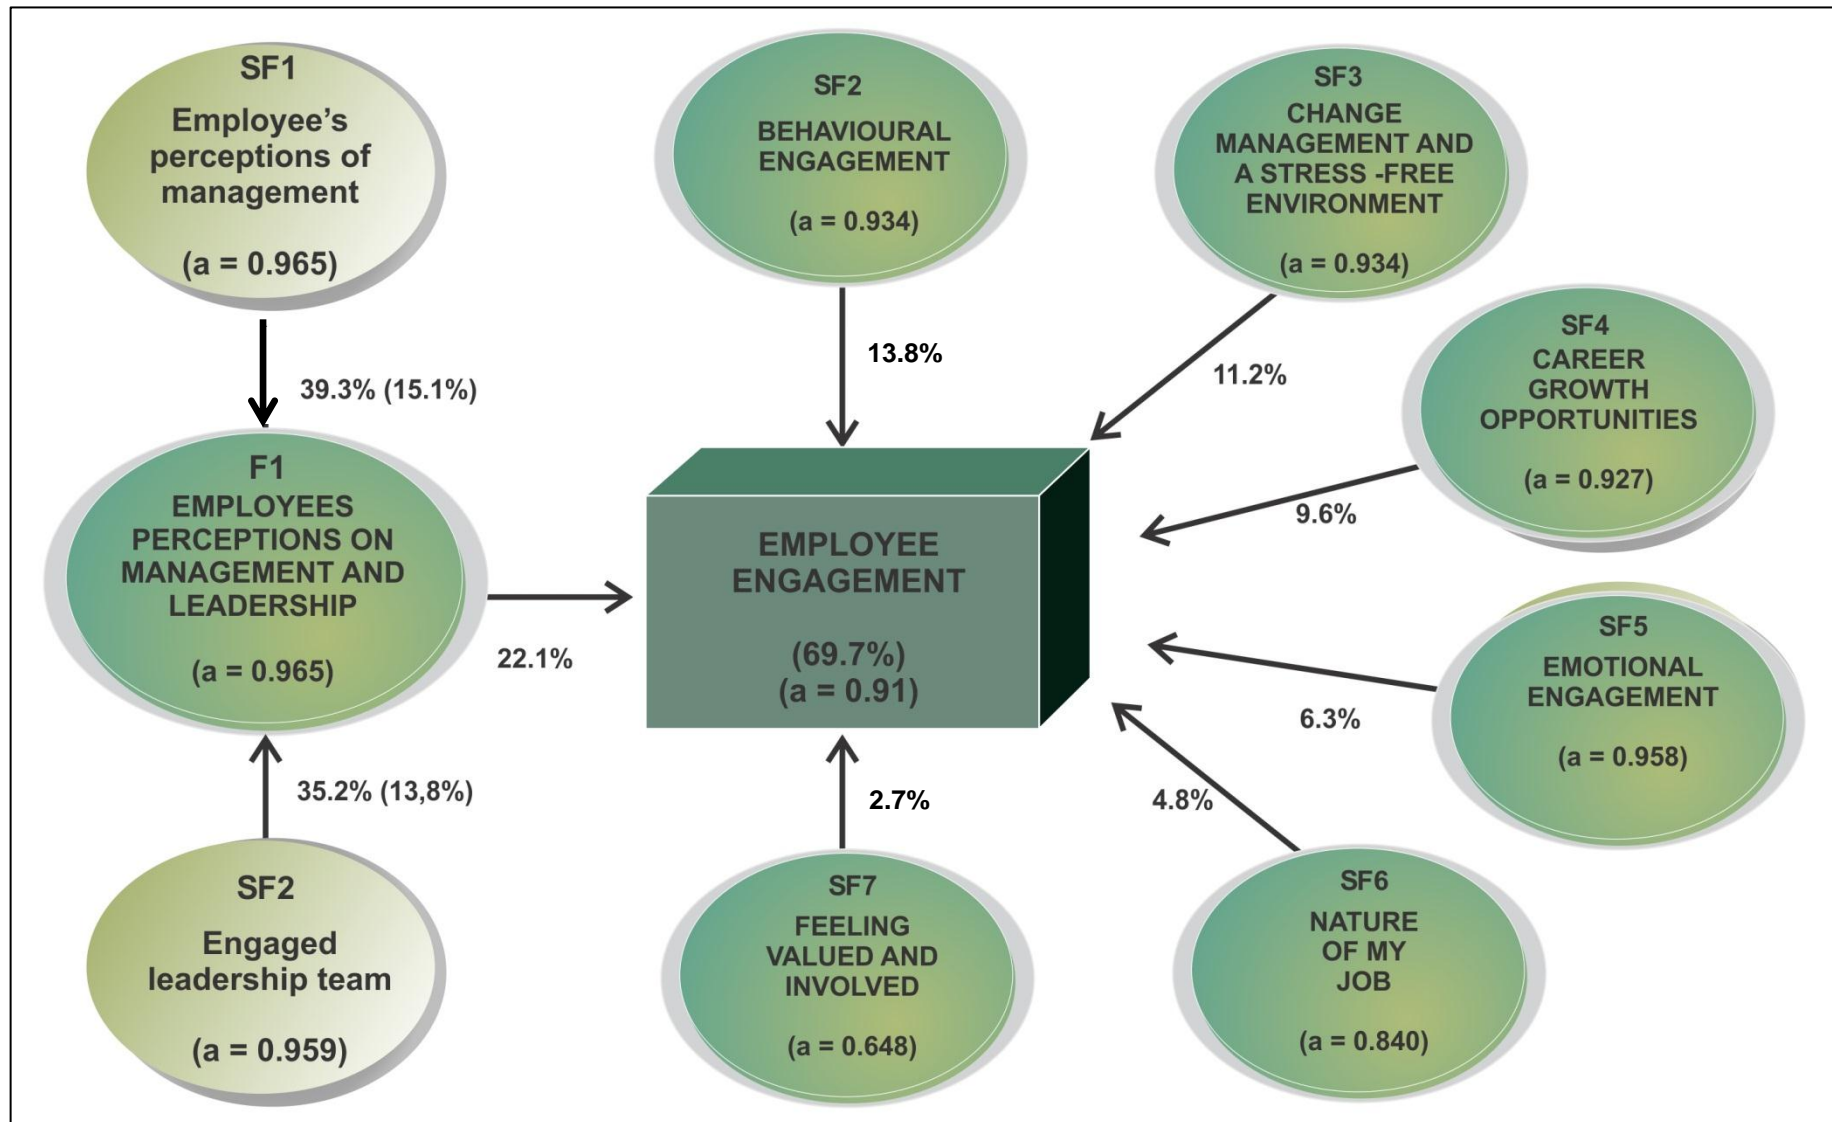 SF1
Employee's
perceptions of
management
(a = 0.965)
39.3% (15.1%)
F1
EMPLOYEES
PERCEPTIONS ON
MANAGEMENT AND
LEADERSHIP
(a = 0.965)
22.1%
35.2% (13,8%)
SF2
Engaged
leadership team
(a = 0.959)
SF2
BEHAVIOURAL
ENGAGEMENT
(a = 0.934)
13.8%
EMPLOYEE
ENGAGEMENT
(69.7%)
(a = 0.91)
2.7%
SF7
FEELING
VALUED AND
INVOLVED
(a = 0.648)
SF3
CHANGE
MANAGEMENT AND
A STRESS -FREE
ENVIRONMENT
(a = 0.934)
11.2%
SF4
CAREER
GROWTH
OPPORTUNITIES
(a = 0.927)
9.6%
SF5
EMOTIONAL
ENGAGEMENT
(a = 0.958)
6.3%
4.8%
SF6
NATURE
OF MY
JOB
(a = 0.840)